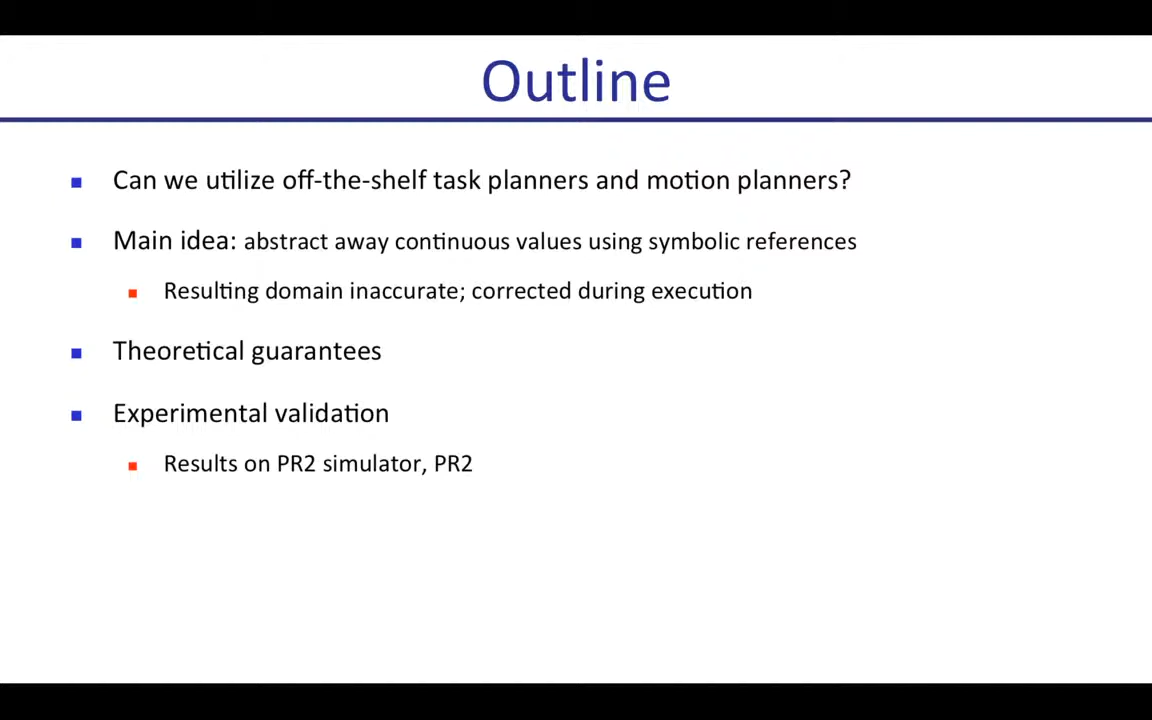 Outline
Can we utilize off-the-shelf task planners and motion planners?
Main idea: abstract away continuous values using symbolic references
Resulting domain inaccurate; corrected during execution
Theoretical guarantees
Experimental validation
Results on PR2 simulator, PR2